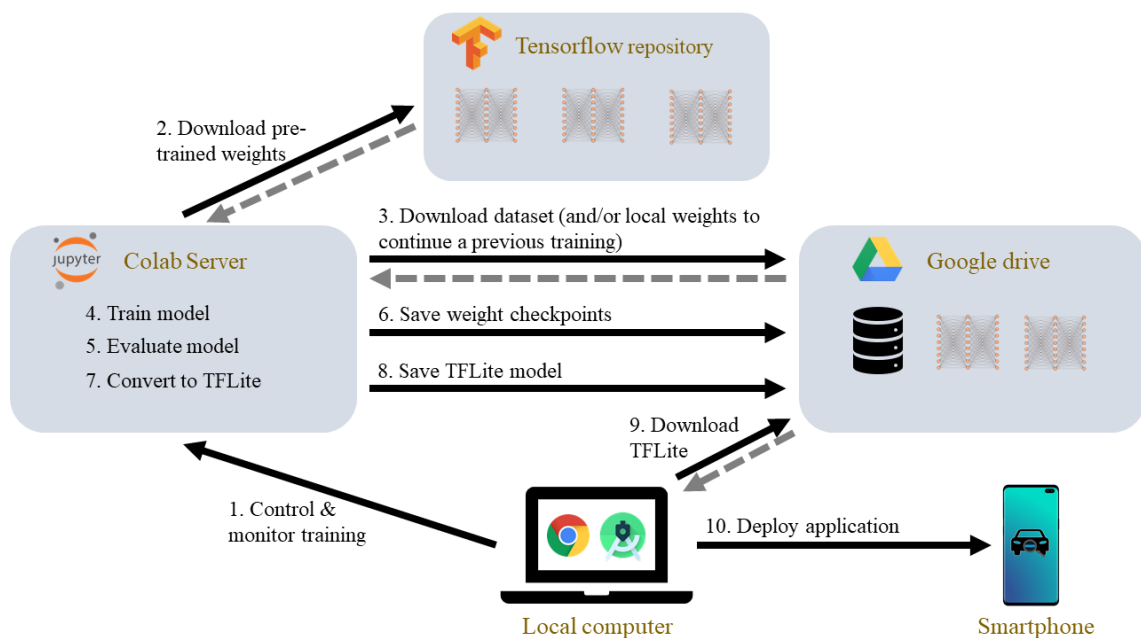 Tensorflow repository
2. Download pre-
trained weights
3. Download dataset (and/or local weights to
continue a previous training)
jupyter
Colab Server
Google drive
4. Train model
5. Evaluate model
7. Convert to TFLite
6. Save weight checkpoints
8. Save TFLite model
9. Download
TFLite
1. Control &
monitor training
10. Deploy application
Local computer
Smartphone